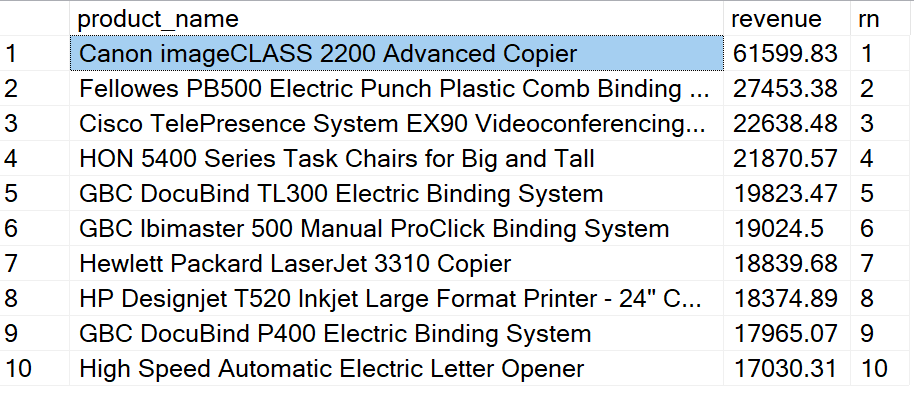 product_name revenue rn
1 Canon imageCLASS 2200 Advanced Copier 61599.83 1
2 Fellowes PB500 Electric Punch Plastic Comb Binding ... 27453.38 2
3 Cisco TelePresence System EX90 Videoconferencing... 22638.48 3
4 HON 5400 Series Task Chairs for Big and Tall 21870.57 4
5 GBC DocuBind TL300 Electric Binding System 19823.47 5
6 GBC Ibimaster 500 Manual ProClick Binding System 19024.5 6
7 Hewlett Packard LaserJet 3310 Copier 18839.68 7
8 HP Designjet T520 Inkjet Large Format Printer - 24" C... 18374.89 8
9 GBC DocuBind P400 Electric Binding System 17965.07 9
10 High Speed Automatic Electric Letter Opener 17030.31 10